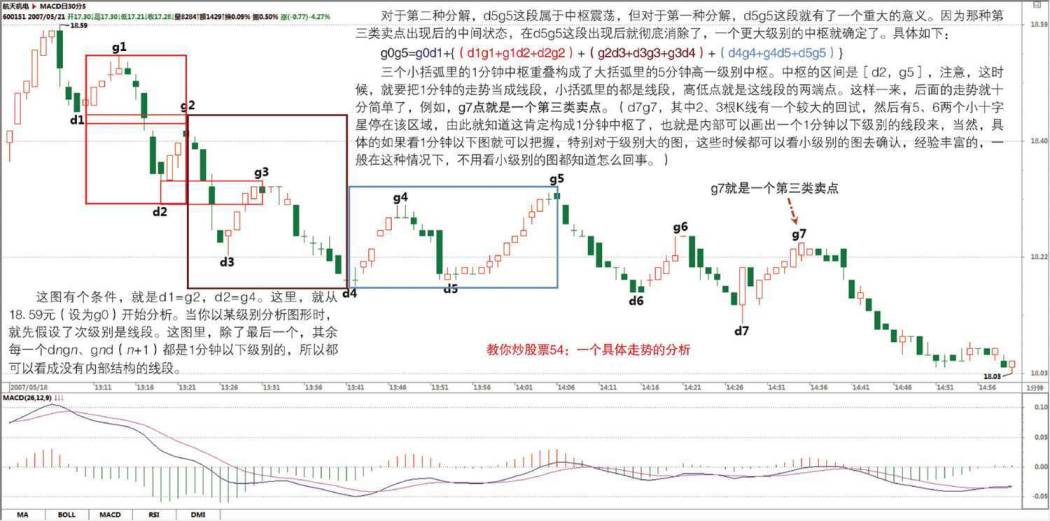 航天机电 MACD日30分5
600151 2007/05/21 开17.30 高17.30 低17.21 收17.28 量8284 额1429 换0.09% 振0.50% 涨(-0.77) -4.27%
18.59
18.59
对于第二种分解，d5g5这段属于中枢震荡，但对于第一种分解，d5g5这段就有了一个重大的意义。因为那种第
三类卖点出现后的中间状态，在d5g5这段出现后就彻底消除了，一个更大级别的中枢就确定了。具体如下：
g0g5=g0d1+{（d1g1+g1d2+d2g2）+（g2d3+d3g3+g3d4）+（d4g4+g4d5+d5g5）}
三个小括弧里的1分钟中枢重叠构成了大括弧里的5分钟高一级别中枢。中枢的区间是［d2，g5］，注意，这时
候，就要把1分钟的走势当成线段，小括弧里的都是线段，高低点就是这线段的两端点。这样一来，后面的走势就十
分简单了，例如，g7点就是一个第三类卖点。（d7g7，其中2、3根K线有一个较大的回试，然后有5、6两个小十字
星停在该区域，由此就知道这肯定构成1分钟中枢了，也就是内部可以画出一个1分钟以下级别的线段来，当然，具
体的如果看1分钟以下图就可以把握，特别对于级别大的图，这些时候都可以看小级别的图去确认，经验丰富的，一
般在这种情况下，不用看小级别的图都知道怎么回事。）
g1
d1
g2
18.40
d2
g3
d3
g4
g5
g7就是一个第三类卖点
g6
g7
18.22
d4
d5
d6
d7
这图有个条件，就是d1=g2，d2=g4。这里，就从
18.59元（设为g0）开始分析。当你以某级别分析图形时，
就先假设了次级别是线段。这图里，除了最后一个，其余
每一个dngn、gnd（n+1）都是1分钟以下级别的，所以都
可以看成没有内部结构的线段。
教你炒股票54：一个具体走势的分析
18.03
18.03
2007/05/18 13:11 13:16 13:21 13:26 13:31 13:36 13:41 13:46 13:51 13:56 14:01 14:06 14:11 14:16 14:21 14:26 14:31 14:36 14:41 14:46 14:51 14:56 1分钟
MACD(26,12,9)
0.10
0.05
0.00
0.05
MA BOLL MACD RSI DMI